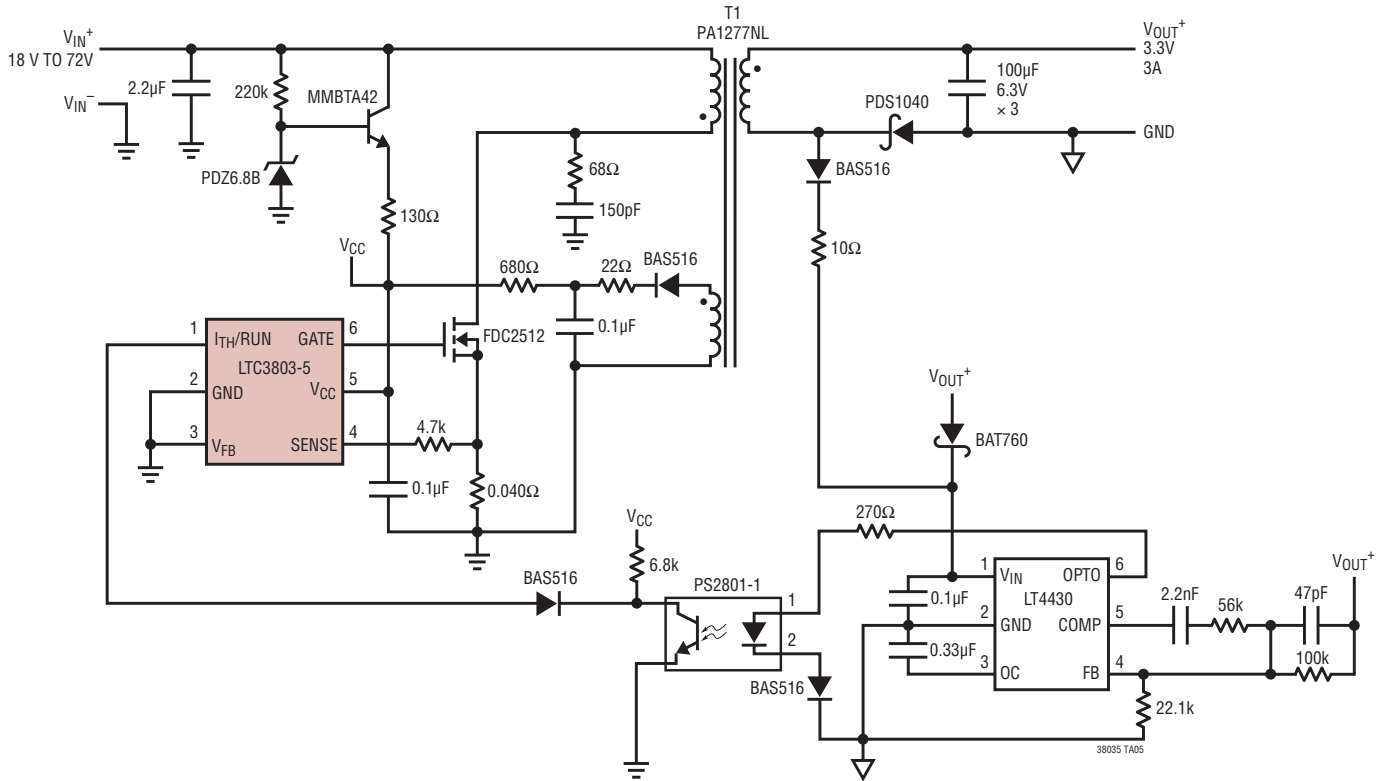 T1
PA1277NL
VIN+
18 V TO 72V
VIN–
2.2µF
220k
MMBTA42
PDZ6.8B
130Ω
VCC
68Ω
150pF
680Ω
22Ω
BAS516
0.1µF
FDC2512
VOUT+
3.3V
3A
100µF
6.3V
× 3
PDS1040
GND
BAS516
10Ω
1
ITH/RUN
GATE
6
LTC3803-5
2
GND
VCC
5
3
VFB
SENSE
4
4.7k
0.1µF
0.040Ω
VOUT+
BAT760
270Ω
VCC
6.8k
BAS516
PS2801-1
1
2
BAS516
1
VIN
OPTO
6
LT4430
2
GND
COMP
5
3
OC
FB
4
0.1µF
0.33µF
2.2nF
56k
47pF
VOUT+
100k
22.1k
38035 TA05